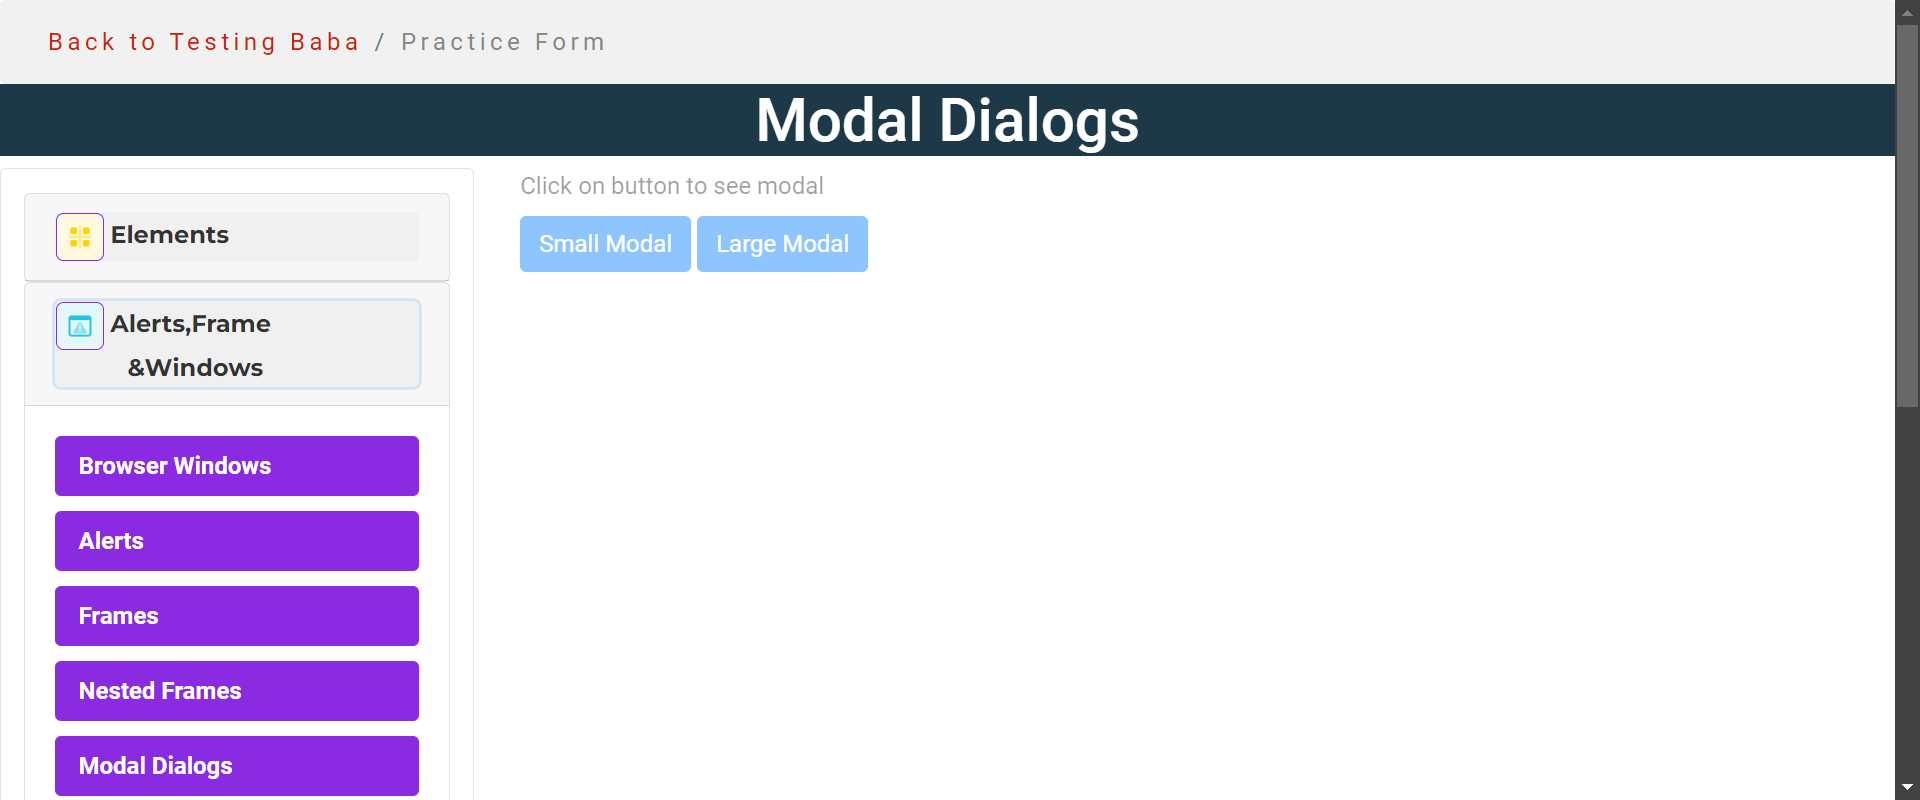 Back to Testing Baba / Practice Form
Modal Dialogs
Elements
Alerts,Frame
&Windows
Browser Windows
Alerts
Frames
Nested Frames
Modal Dialogs
Click on button to see modal
Small Modal Large Modal